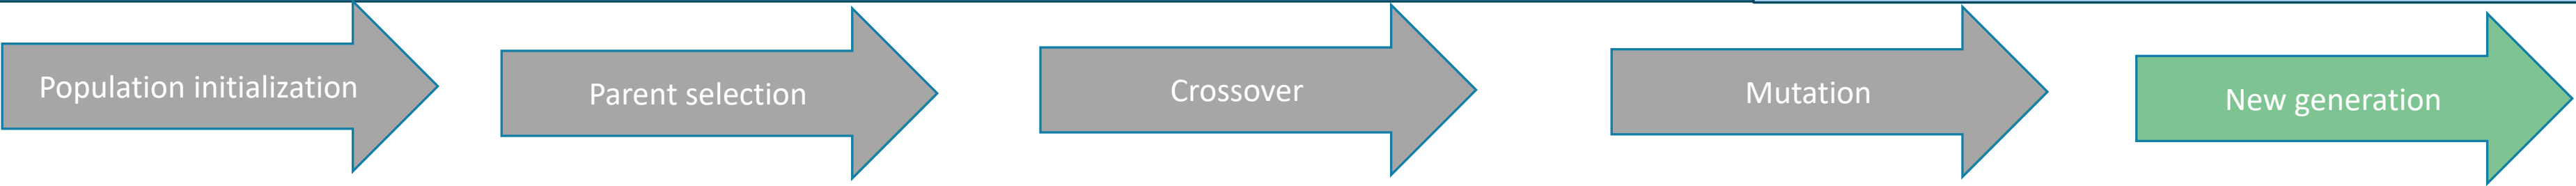 Population initialization
Parent selection
Crossover
Mutation
New generation